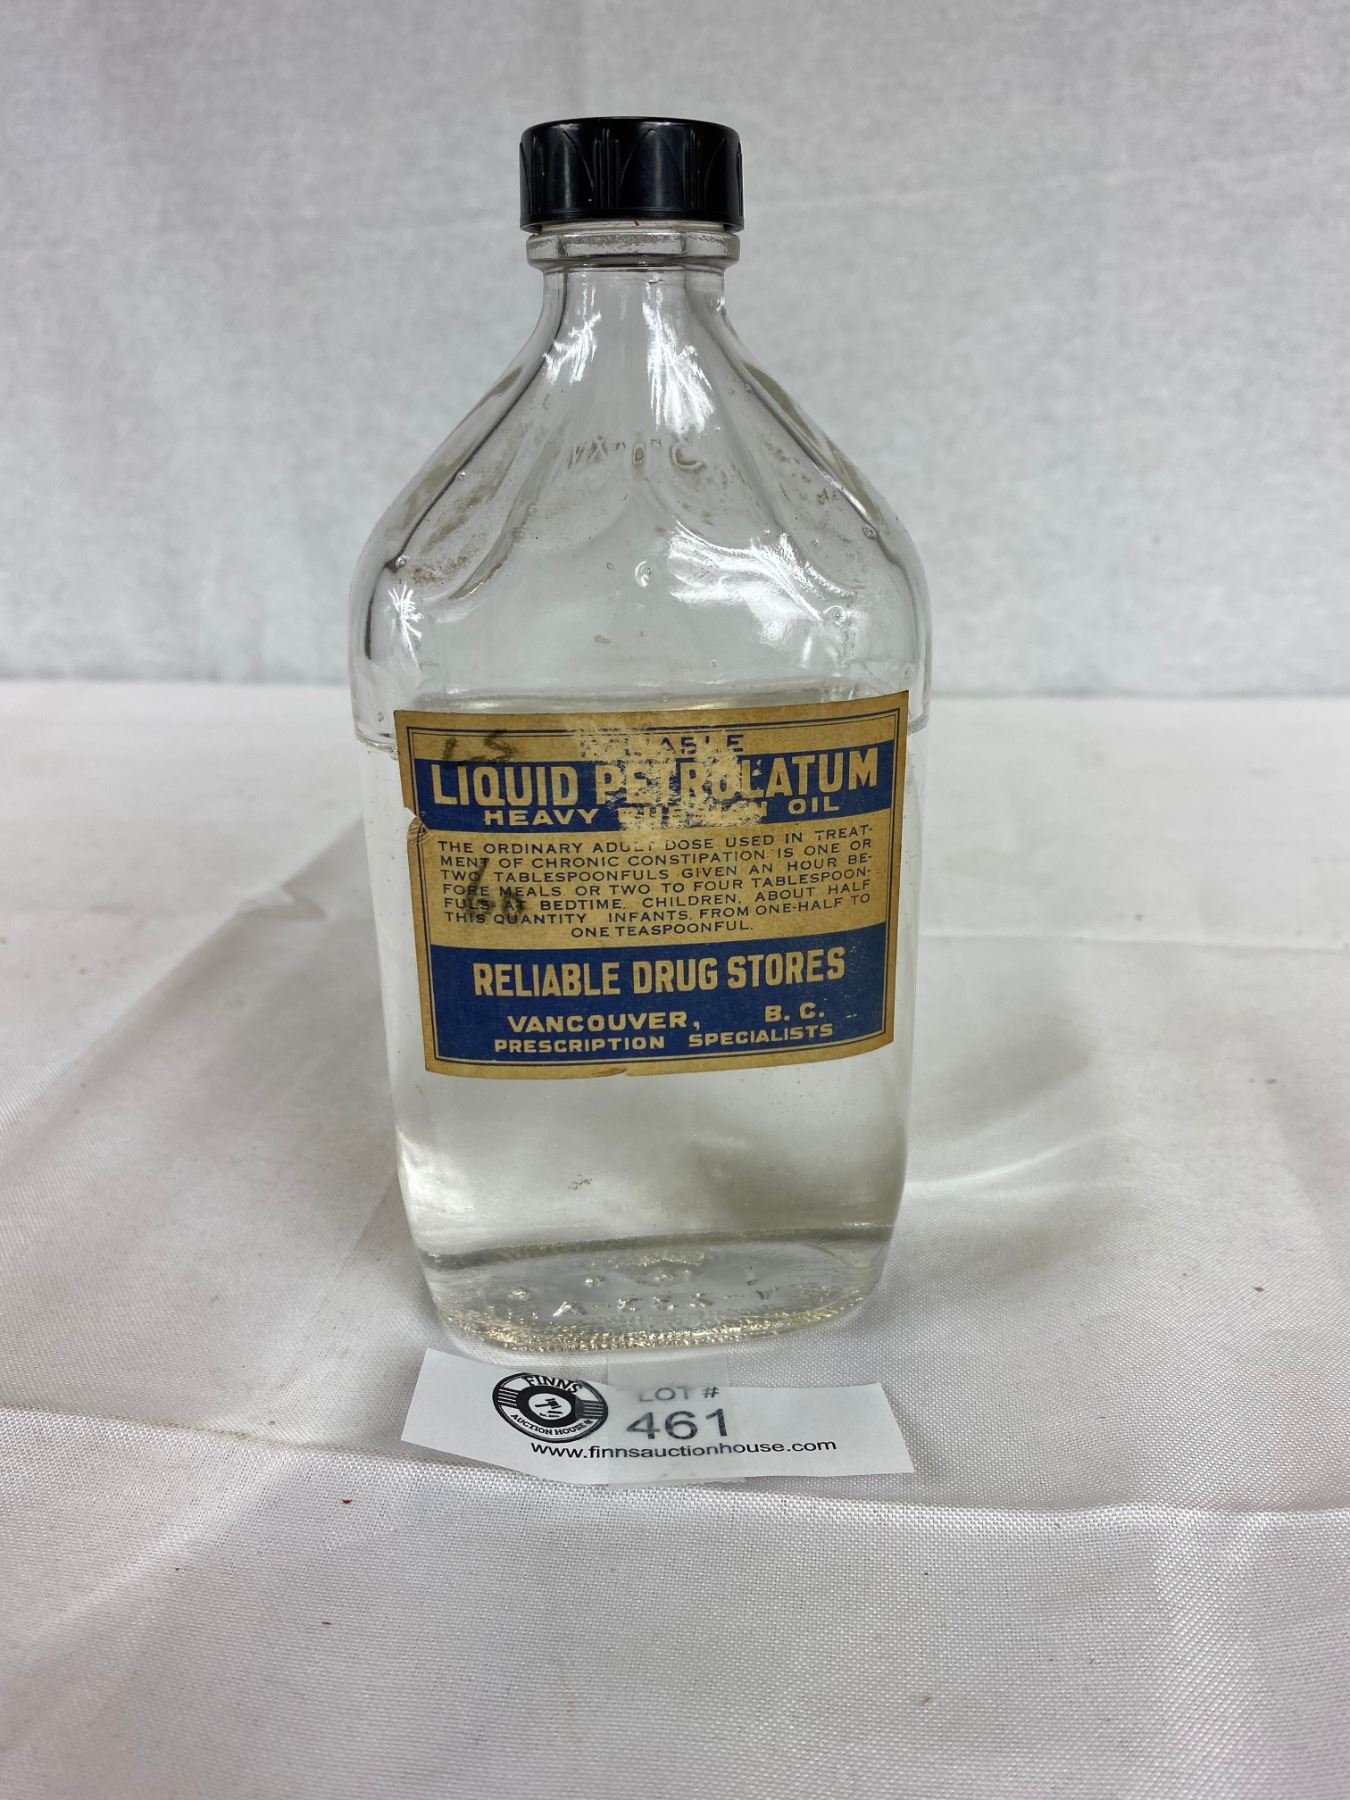 RELIABLE
LIQUID PETROLATUM
HEAVY RUSSIAN OIL
THE ORDINARY ADULT DOSE USED IN TREAT-
MENT OF CHRONIC CONSTIPATION IS ONE OR
TWO TABLESPOONFULS GIVEN AN HOUR BE-
FORE MEALS OR TWO TO FOUR TABLESPOON-
FULS AT BEDTIME. CHILDREN, ABOUT HALF
THIS QUANTITY INFANTS, FROM ONE-HALF TO
ONE TEASPOONFUL.
RELIABLE DRUG STORES
VANCOUVER, B. C.
PRESCRIPTION SPECIALISTS
FINNS
AUCTION HOUSE
LOT #
461
www.finnsauctionhouse.com